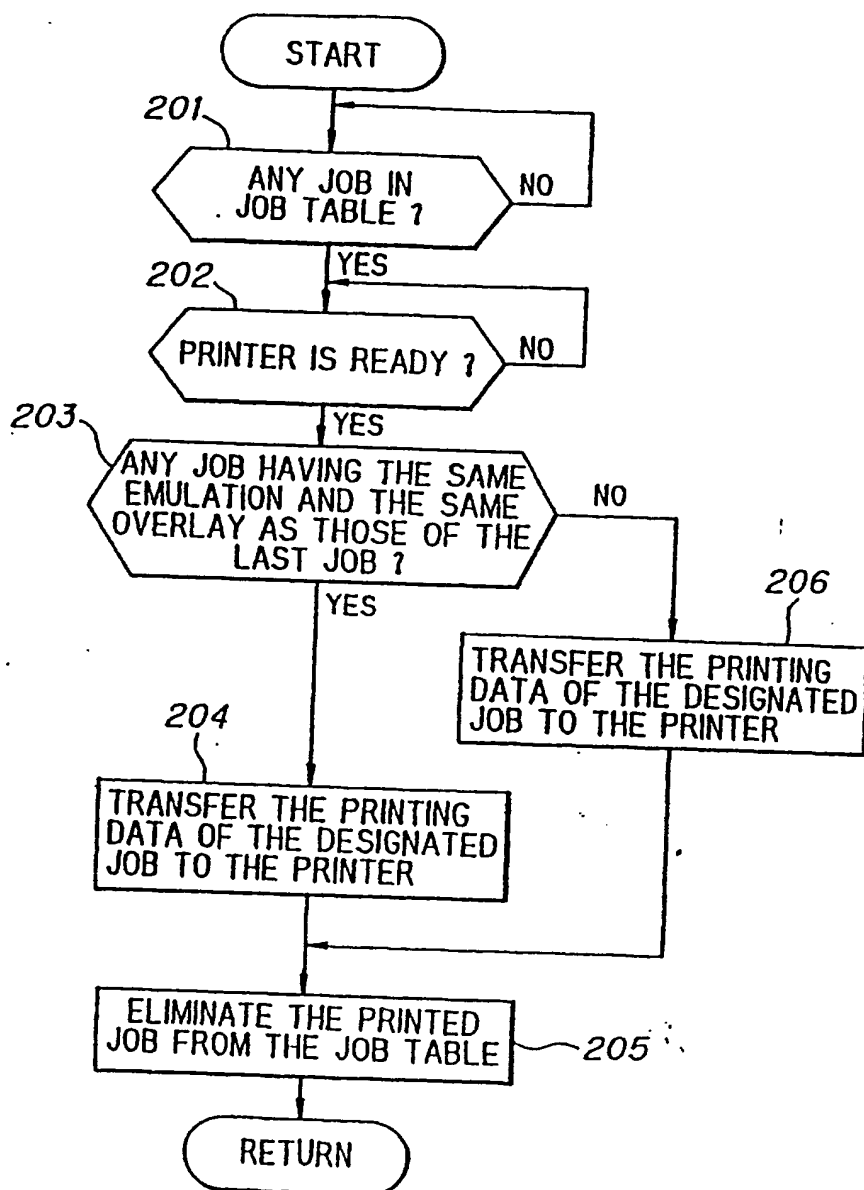 START
201
ANY JOB IN
JOB TABLE ?
NO
YES
202
PRINTER IS READY ?
NO
YES
203
ANY JOB HAVING THE SAME
EMULATION AND THE SAME
OVERLAY AS THOSE OF THE
LAST JOB ?
NO
YES
206
TRANSFER THE PRINTING
DATA OF THE DESIGNATED
JOB TO THE PRINTER
204
TRANSFER THE PRINTING
DATA OF THE DESIGNATED
JOB TO THE PRINTER
ELIMINATE THE PRINTED
JOB FROM THE JOB TABLE
205
RETURN